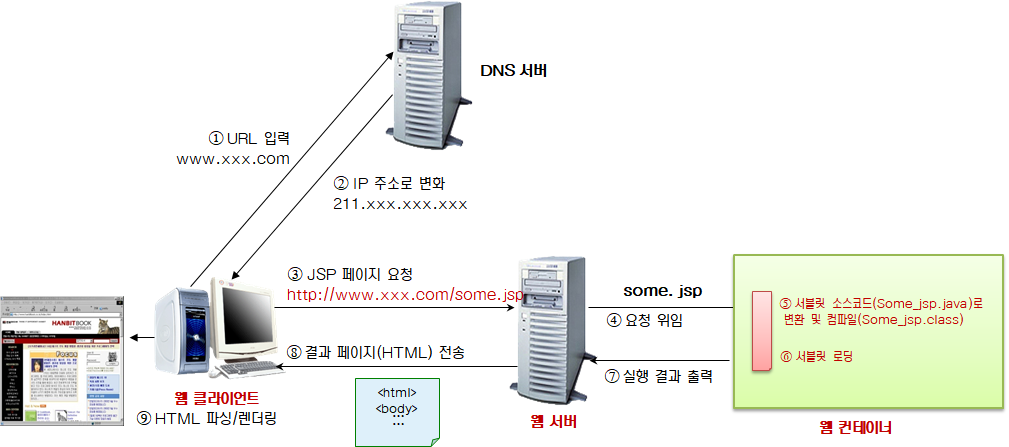 DNS 서버
① URL 입력
www.xxx.com
② IP 주소로 변화
211.xxx.xxx.xxx
③ JSP 페이지 요청
http://www.xxx.com/some.jsp
some.jsp
④ 요청 위임
⑤ 서블릿 소스코드(Some_jsp.java)로
변환 및 컴파일(Some_jsp.class)
⑥ 서블릿 로딩
⑦ 실행 결과 출력
⑧ 결과 페이지(HTML) 전송
<html>
<body>
...
...
HANBIT BOOK
Focus
웹 클라이언트
⑨ HTML 파싱/렌더링
웹 서버
웹 컨테이너